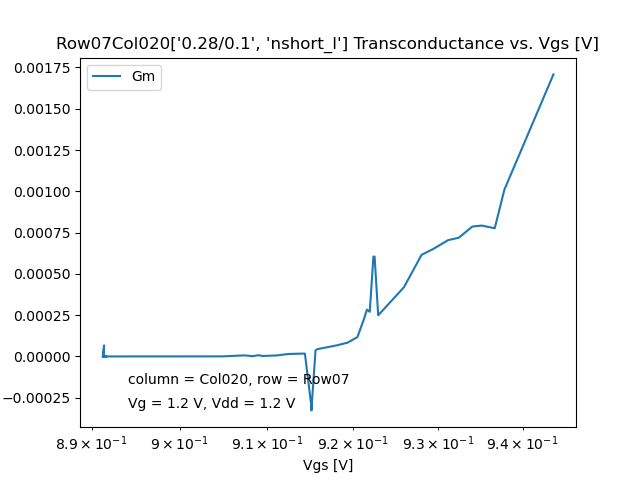 Row07Col020['0.28/0.1', 'nshort_l'] Transconductance vs. Vgs [V]
Gm
0.00175
0.00150
0.00125
0.00100
0.00075
0.00050
0.00025
0.00000
−0.00025
column = Col020, row = Row07
Vg = 1.2 V, Vdd = 1.2 V
8.9 × 10⁻¹ 9 × 10⁻¹ 9.1 × 10⁻¹ 9.2 × 10⁻¹ 9.3 × 10⁻¹ 9.4 × 10⁻¹
Vgs [V]